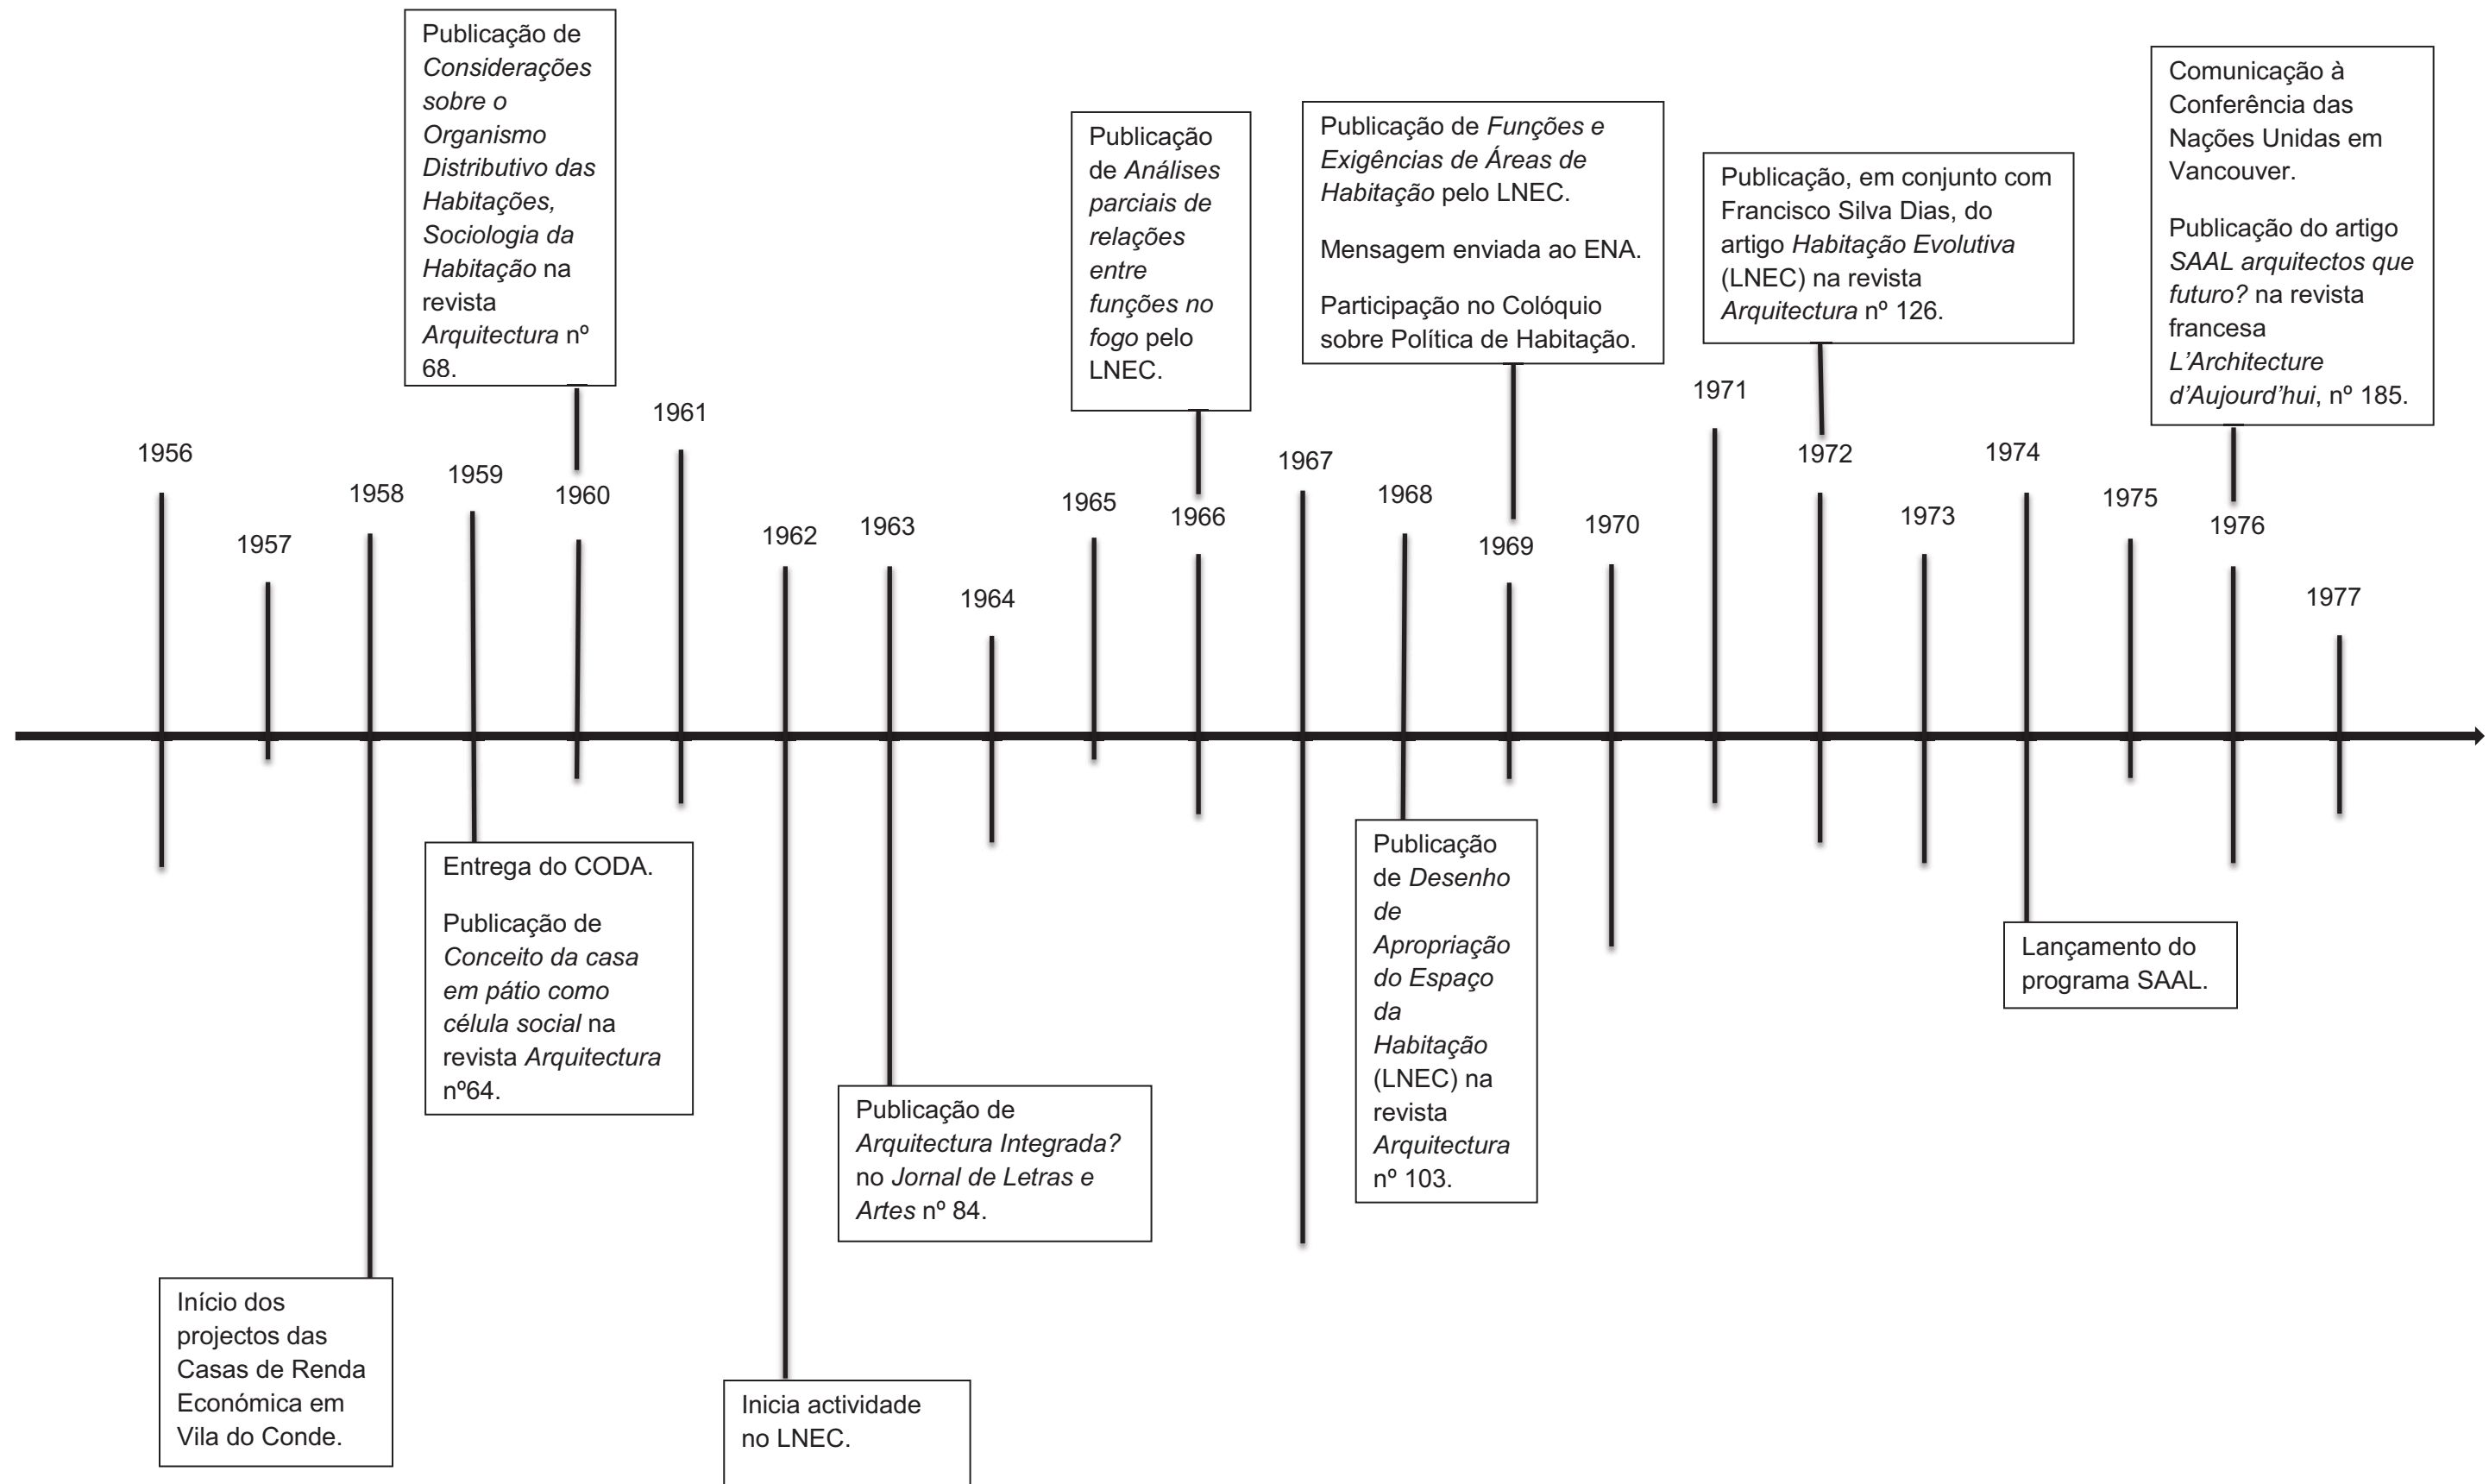 Publicação de
Considerações
sobre o
Organismo
Distributivo das
Habitações,
Sociologia da
Habitação na
revista
Arquitectura nº
68.
Publicação
de Análises
parciais de
relações
entre
funções no
fogo pelo
LNEC.
Publicação de Funções e
Exigências de Áreas de
Habitação pelo LNEC.
Mensagem enviada ao ENA.
Participação no Colóquio
sobre Política de Habitação.
Publicação, em conjunto com
Francisco Silva Dias, do
artigo Habitação Evolutiva
(LNEC) na revista
Arquitectura nº 126.
Comunicação à
Conferência das
Nações Unidas em
Vancouver.
Publicação do artigo
SAAL arquitectos que
futuro? na revista
francesa
L’Architecture
d’Aujourd’hui, nº 185.
1956
1957
1958
1959
1960
1961
1962
1963
1964
1965
1966
1967
1968
1969
1970
1971
1972
1973
1974
1975
1976
1977
Início dos
projectos das
Casas de Renda
Económica em
Vila do Conde.
Entrega do CODA.
Publicação de
Conceito da casa
em pátio como
célula social na
revista Arquitectura
nº64.
Inicia actividade
no LNEC.
Publicação de
Arquitectura Integrada?
no Jornal de Letras e
Artes nº 84.
Publicação
de Desenho
de
Apropriação
do Espaço
da
Habitação
(LNEC) na
revista
Arquitectura
nº 103.
Lançamento do
programa SAAL.